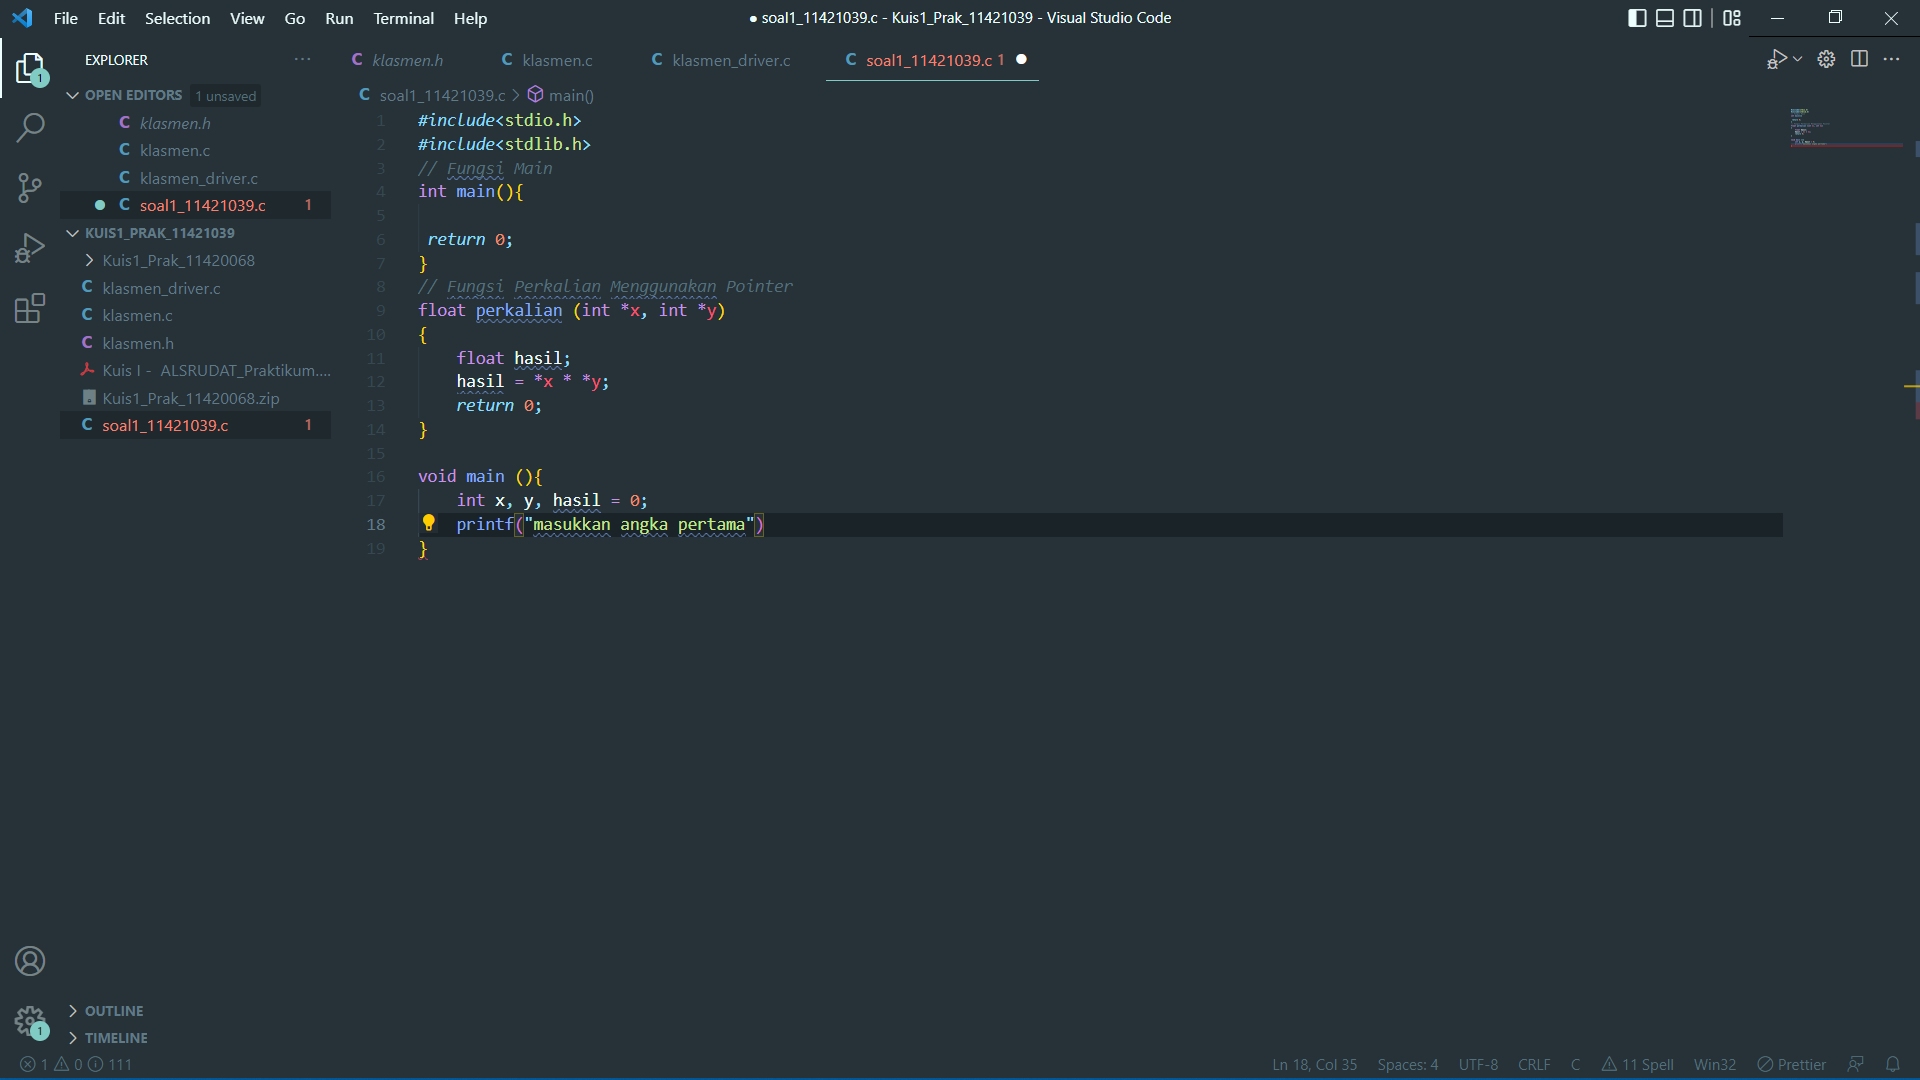 File Edit Selection View Go Run Terminal Help
● soal1_11421039.c - Kuis1_Prak_11421039 - Visual Studio Code
EXPLORER
OPEN EDITORS 1 unsaved
C klasmen.h
C klasmen.c
C klasmen_driver.c
● C soal1_11421039.c 1
KUIS1_PRAK_11421039
Kuis1_Prak_11420068
C klasmen_driver.c
C klasmen.c
C klasmen.h
Kuis I - ALSRUDAT_Praktikum....
Kuis1_Prak_11420068.zip
C soal1_11421039.c 1
OUTLINE
TIMELINE
1
1
C klasmen.h C klasmen.c C klasmen_driver.c C soal1_11421039.c 1 ●
C soal1_11421039.c > main()
1 #include<stdio.h>
2 #include<stdlib.h>
3 // Fungsi Main
4 int main(){
5
6 return 0;
7 }
8 // Fungsi Perkalian Menggunakan Pointer
9 float perkalian (int *x, int *y)
10 {
11 float hasil;
12 hasil = *x * *y;
13 return 0;
14 }
15
16 void main (){
17 int x, y, hasil = 0;
18 printf("masukkan angka pertama")
19 }
1 0 111
Ln 18, Col 35 Spaces: 4 UTF-8 CRLF C 11 Spell Win32 Prettier